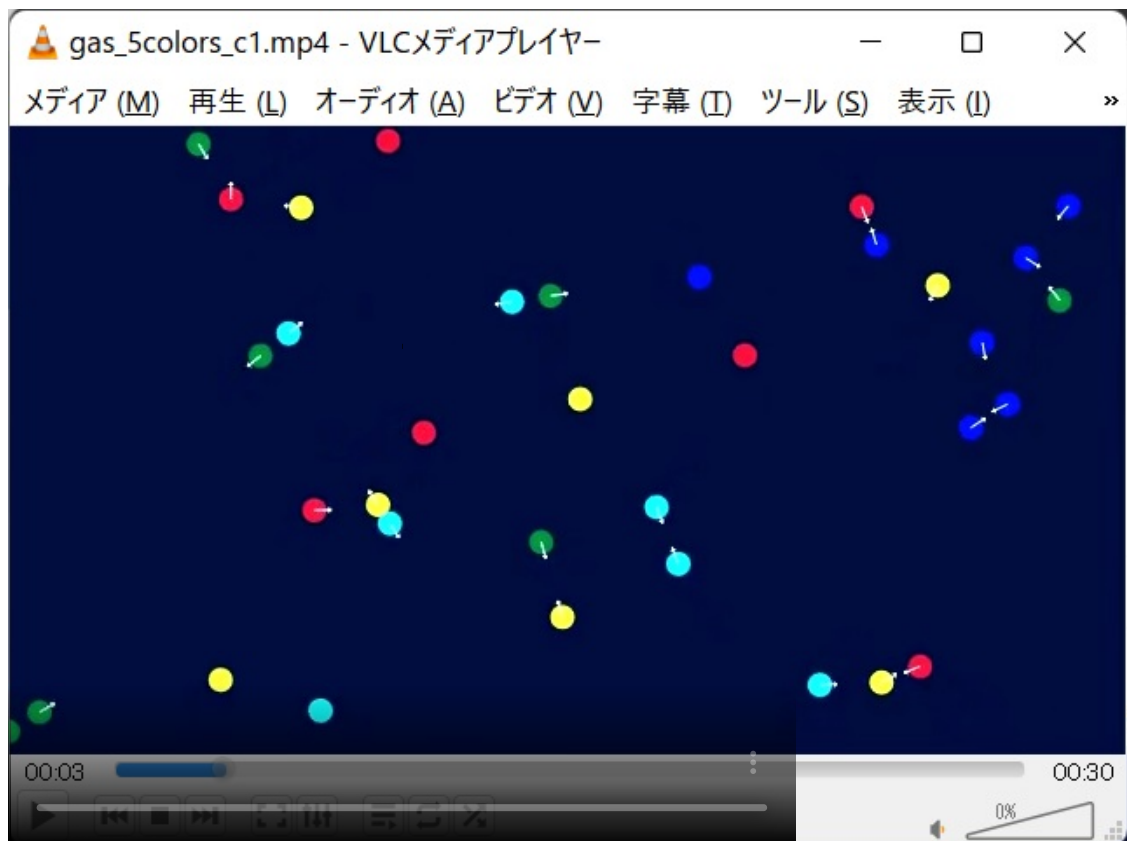 gas_5colors_c1.mp4 - VLCメディアプレイヤー
メディア (M) 再生 (L) オーディオ (A) ビデオ (V) 字幕 (T) ツール (S) 表示 (I) »
00:03 00:30
0%